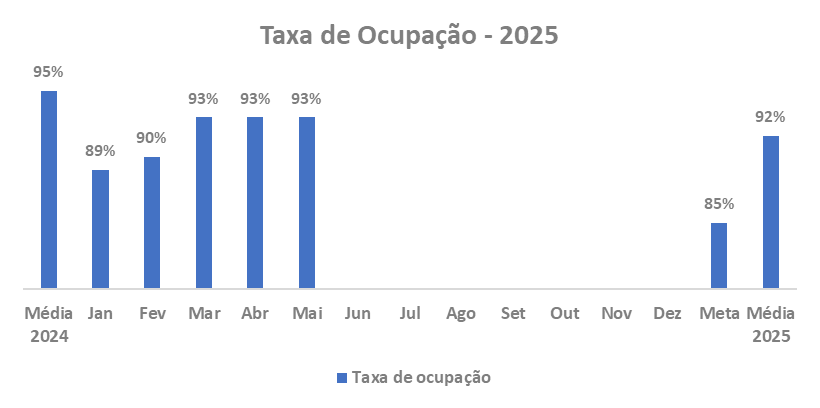 Taxa de Ocupação - 2025
95%
89%
90%
93%
93%
93%
85%
92%
Média 2024
Jan
Fev
Mar
Abr
Mai
Jun
Jul
Ago
Set
Out
Nov
Dez
Meta
Média 2025
Taxa de ocupação